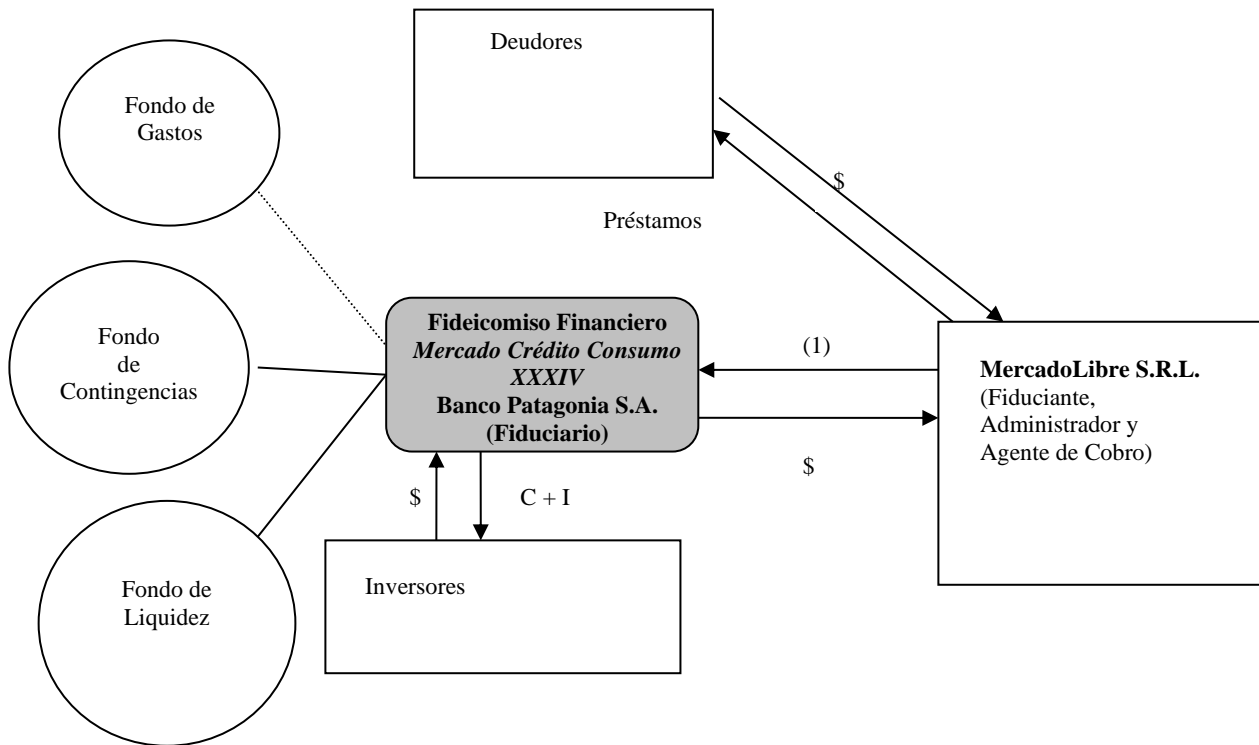 Deudores
Fondo de
Gastos
$
Préstamos
Fondo
de
Contingencias
Fideicomiso Financiero
Mercado Crédito Consumo
XXXIV
Banco Patagonia S.A.
(Fiduciario)
(1)
MercadoLibre S.R.L.
(Fiduciante,
Administrador y
Agente de Cobro)
$
$
C + I
Fondo de
Liquidez
Inversores